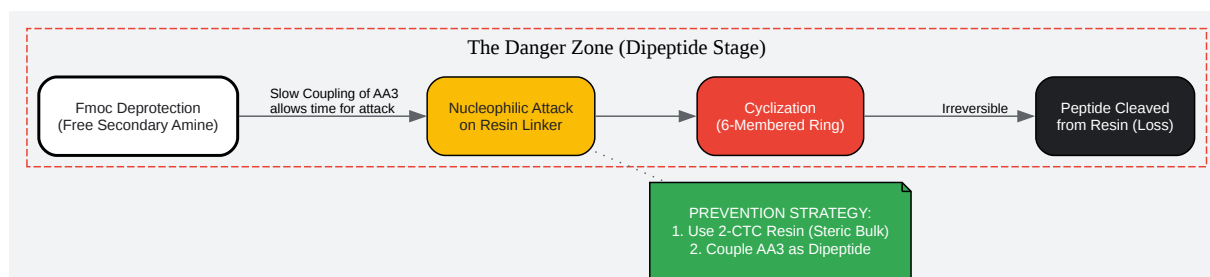 The Danger Zone (Dipeptide Stage)
Fmoc Deprotection
(Free Secondary Amine)
Slow Coupling of AA3
allows time for attack
Nucleophilic Attack
on Resin Linker
Cyclization
(6-Membered Ring)
Irreversible
Peptide Cleaved
from Resin (Loss)
PREVENTION STRATEGY:
1. Use 2-CTC Resin (Steric Bulk)
2. Couple AA3 as Dipeptide